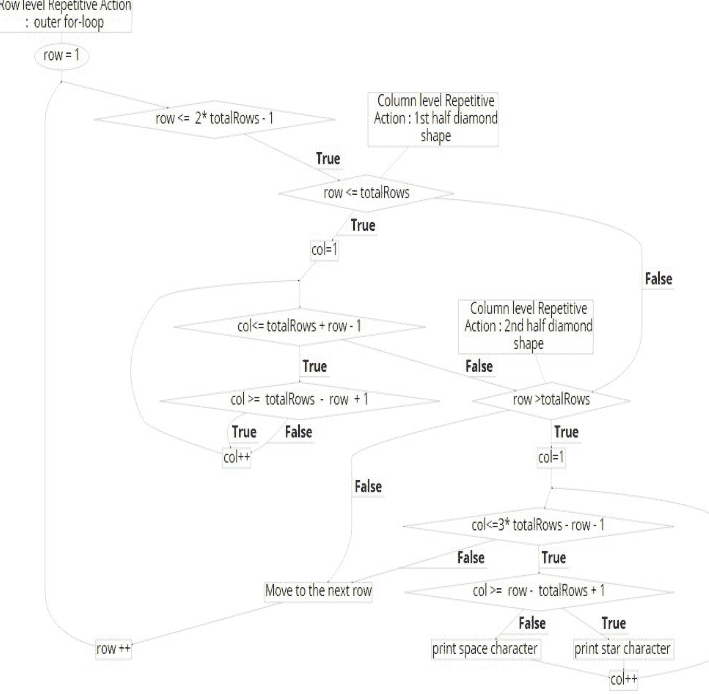 Row level Repetitive Action
: outer for-loop
row = 1
row <= 2* totalRows - 1
Column level Repetitive
Action : 1st half diamond
shape
True
row <= totalRows
True
col=1
False
col<= totalRows + row - 1
Column level Repetitive
Action : 2nd half diamond
shape
True
False
col >= totalRows - row + 1
row >totalRows
True
False
True
col++
col=1
False
col<=3* totalRows - row - 1
False
True
Move to the next row
col >= row - totalRows + 1
False
True
row ++
print space character
print star character
col++